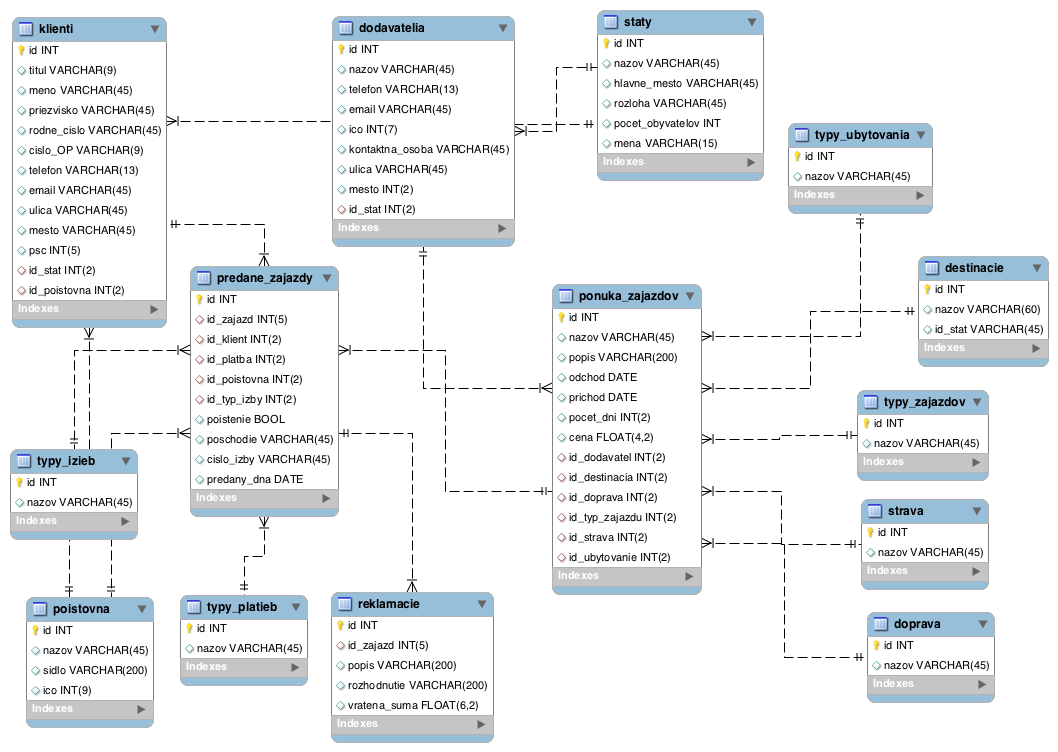 klienti
id INT
titul VARCHAR(9)
meno VARCHAR(45)
priezvisko VARCHAR(45)
rodne_cislo VARCHAR(45)
cislo_OP VARCHAR(9)
telefon VARCHAR(13)
email VARCHAR(45)
ulica VARCHAR(45)
mesto VARCHAR(45)
psc INT(5)
id_stat INT(2)
id_poistovna INT(2)
Indexes
dodavatelia
id INT
nazov VARCHAR(45)
telefon VARCHAR(13)
email VARCHAR(45)
ico INT(7)
kontaktna_osoba VARCHAR(45)
ulica VARCHAR(45)
mesto INT(2)
id_stat INT(2)
Indexes
staty
id INT
nazov VARCHAR(45)
hlavne_mesto VARCHAR(45)
rozloha VARCHAR(45)
pocet_obyvatelov INT
mena VARCHAR(15)
Indexes
typy_ubytovania
id INT
nazov VARCHAR(45)
Indexes
predane_zajazdy
id INT
id_zajazd INT(5)
id_klient INT(2)
id_platba INT(2)
id_poistovna INT(2)
id_typ_izby INT(2)
poistenie BOOL
poschodie VARCHAR(45)
cislo_izby VARCHAR(45)
predany_dna DATE
Indexes
ponuka_zajazdov
id INT
nazov VARCHAR(45)
popis VARCHAR(200)
odchod DATE
prichod DATE
pocet_dni INT(2)
cena FLOAT(4,2)
id_dodavatel INT(2)
id_destinacia INT(2)
id_doprava INT(2)
id_typ_zajazdu INT(2)
id_strava INT(2)
id_ubytovanie INT(2)
Indexes
destinacie
id INT
nazov VARCHAR(60)
id_stat VARCHAR(45)
Indexes
typy_zajazdov
id INT
nazov VARCHAR(45)
Indexes
typy_izieb
id INT
nazov VARCHAR(45)
Indexes
strava
id INT
nazov VARCHAR(45)
Indexes
poistovna
id INT
nazov VARCHAR(45)
sidlo VARCHAR(200)
ico INT(9)
Indexes
typy_platieb
id INT
nazov VARCHAR(45)
Indexes
reklamacie
id INT
id_zajazd INT(5)
popis VARCHAR(200)
rozhodnutie VARCHAR(200)
vratena_suma FLOAT(6,2)
Indexes
doprava
id INT
nazov VARCHAR(45)
Indexes